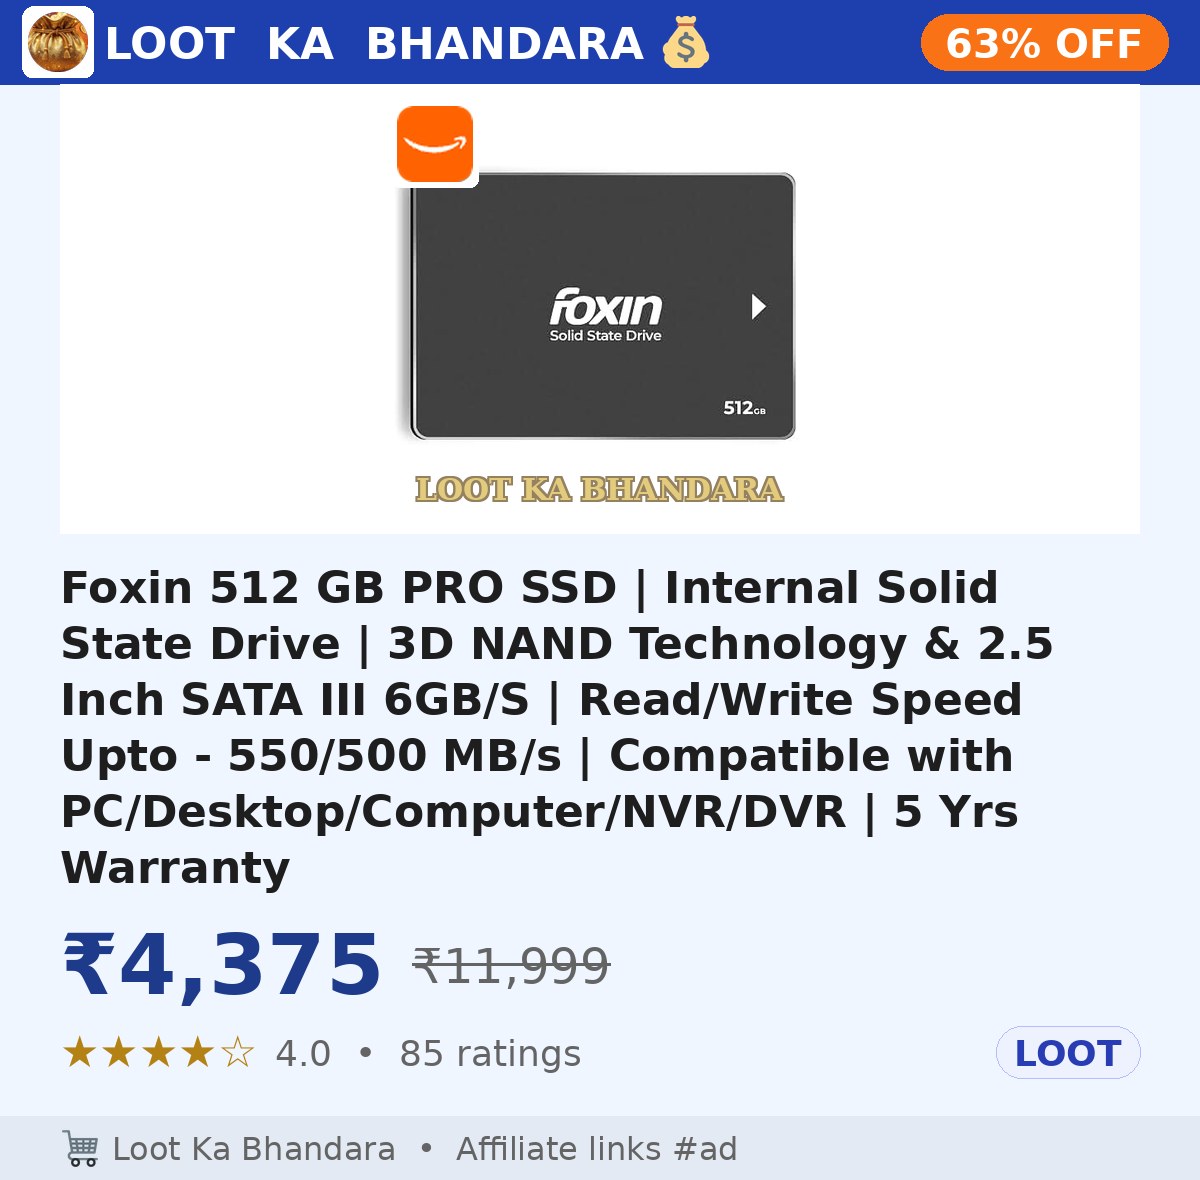 LOOT KA BHANDARA
63% OFF
foxin
Solid State Drive
512GB
LOOT KA BHANDARA
Foxin 512 GB PRO SSD | Internal Solid
State Drive | 3D NAND Technology & 2.5
Inch SATA III 6GB/S | Read/Write Speed
Upto - 550/500 MB/s | Compatible with
PC/Desktop/Computer/NVR/DVR | 5 Yrs
Warranty
₹4,375 ₹11,999
★★★★☆ 4.0 • 85 ratings
LOOT
Loot Ka Bhandara • Affiliate links #ad